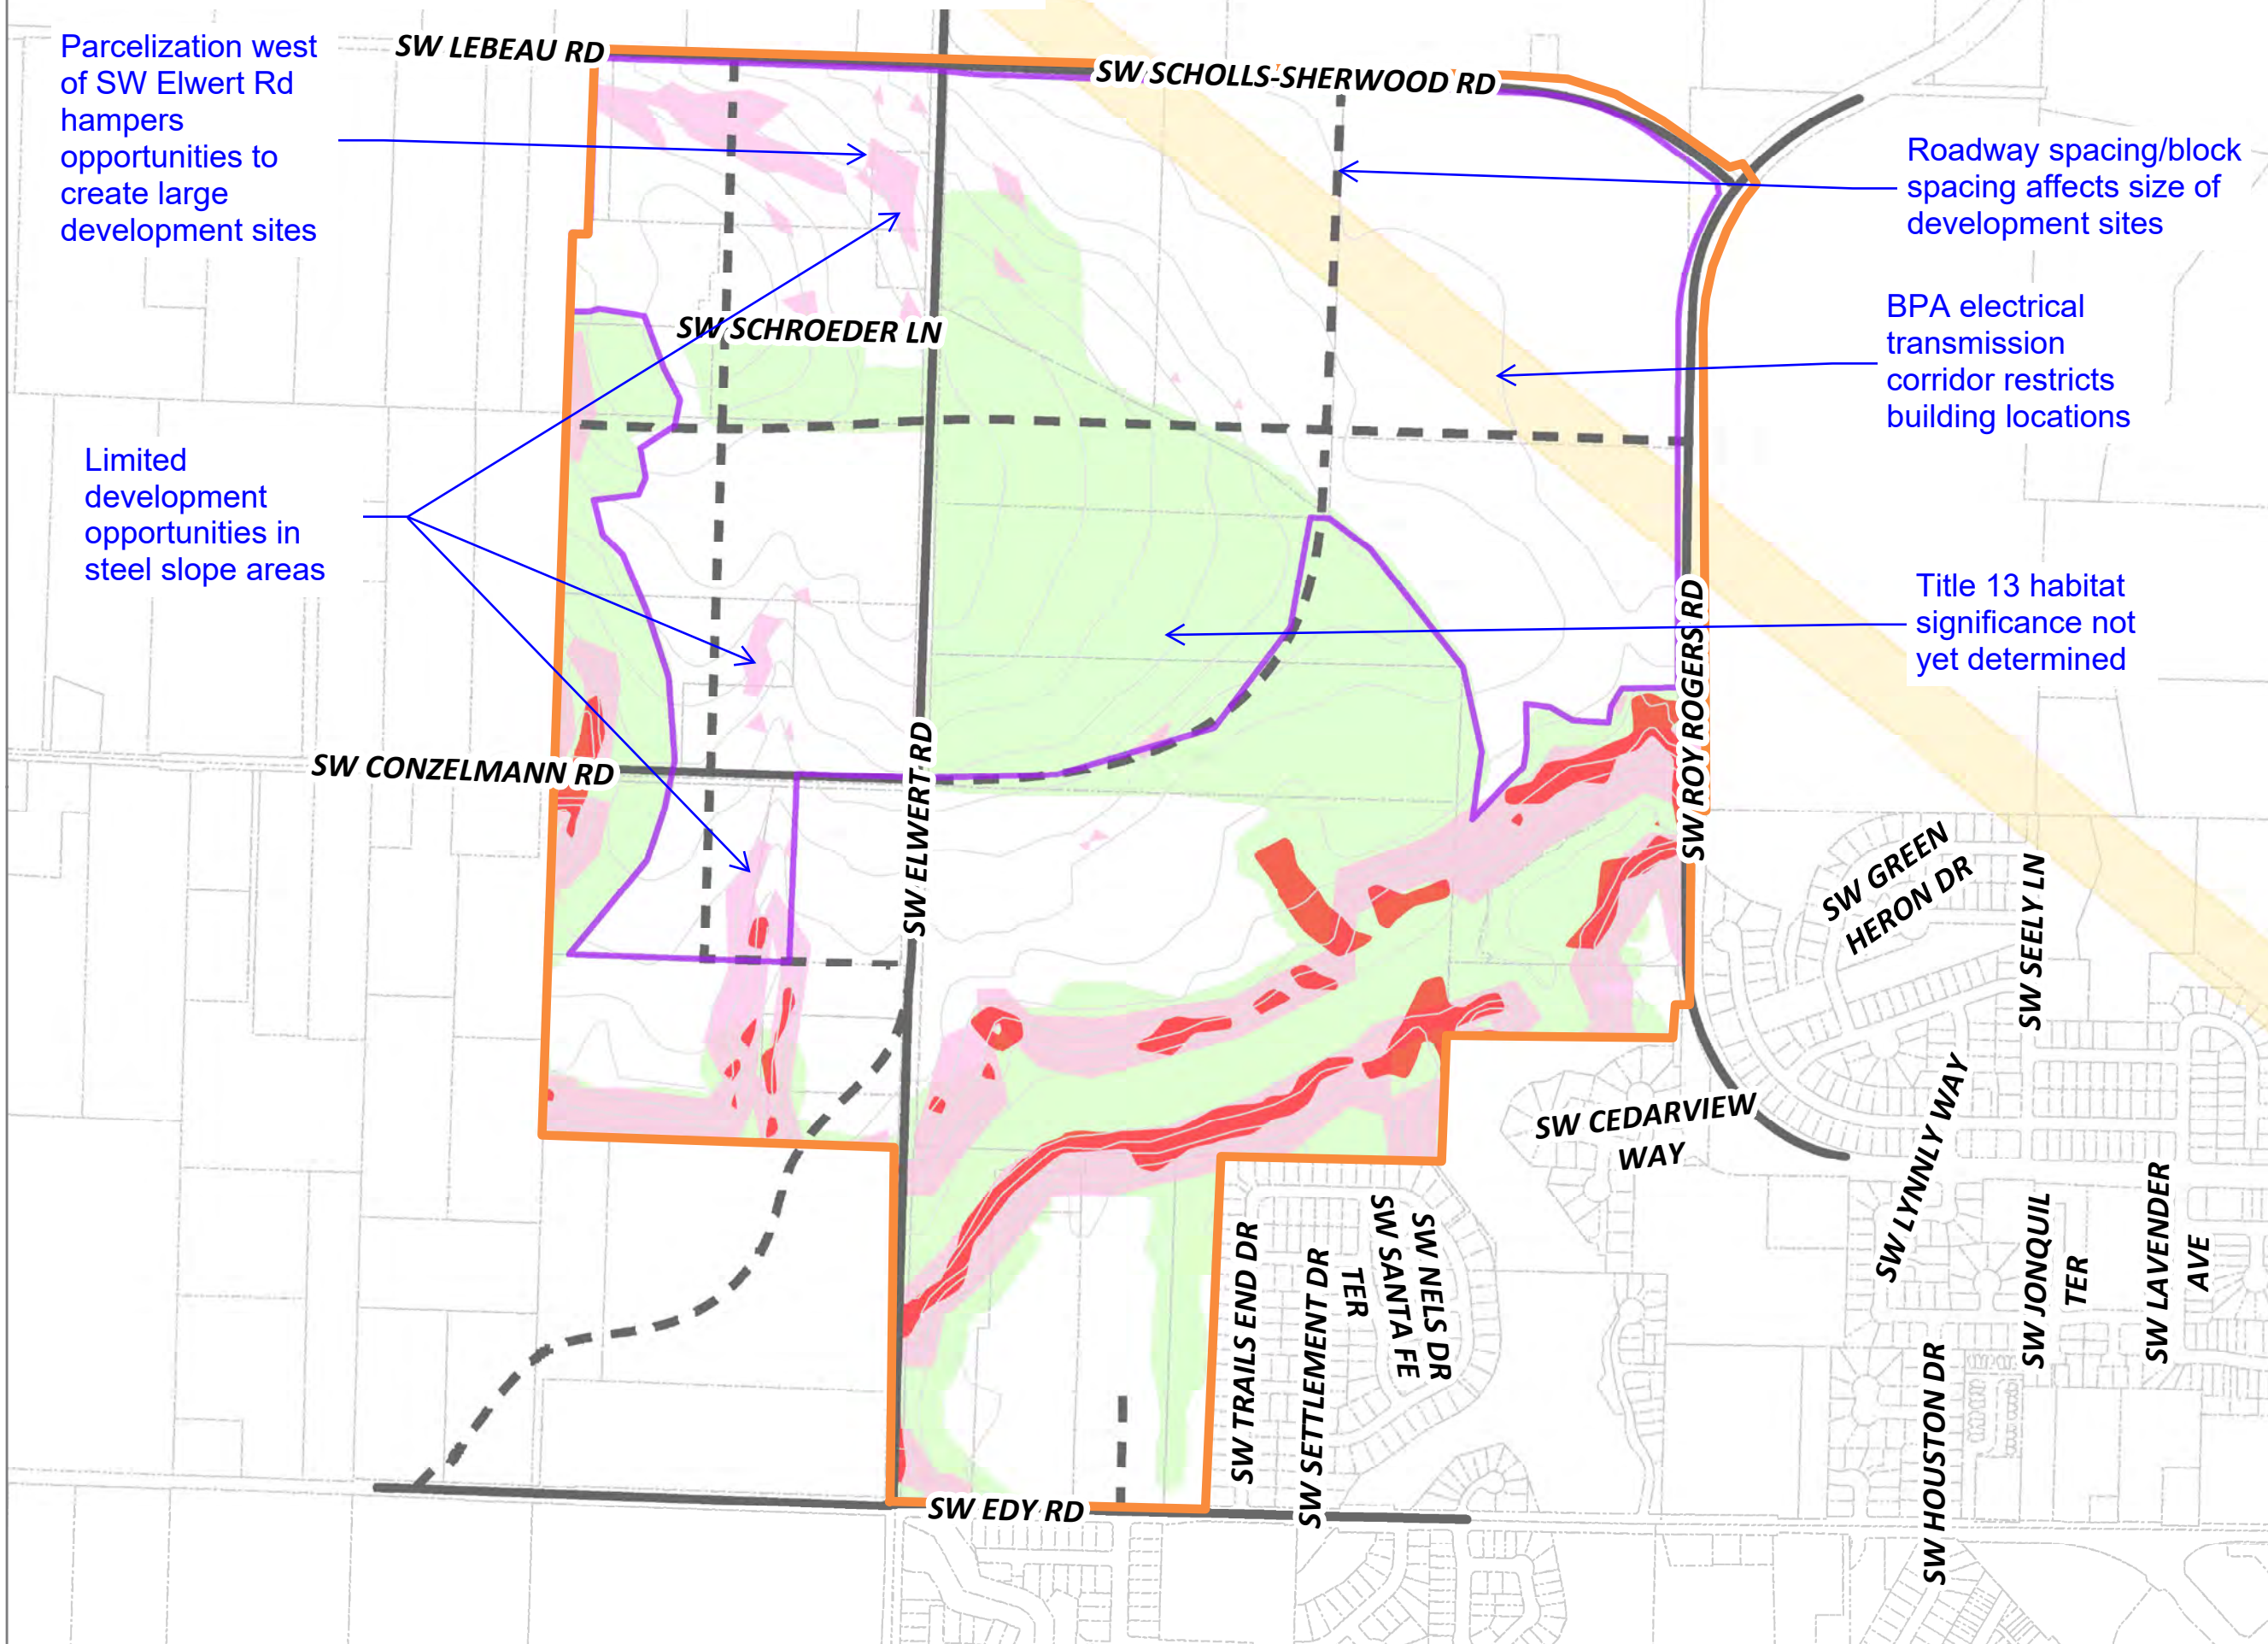 Parcelization west
of SW Elwert Rd
hampers
opportunities to
create large
development sites
SW LEBEAU RD
SW SCHOLLS-SHERWOOD RD
Roadway spacing/block
spacing affects size of
development sites
BPA electrical
transmission
corridor restricts
building locations
SW SCHROEDER LN
Limited
development
opportunities in
steel slope areas
Title 13 habitat
significance not
yet determined
SW ROY ROGERS RD
SW CONZELMANN RD
SW ELWERT RD
SW GREEN
HERON DR
SW SEELY LN
SW CEDARVIEW
WAY
SW LYNNLY WAY
SW TRAILS END DR
SW SETTLEMENT DR
SW SANTA FE
TER
SW NELS DR
SW JONQUIL
TER
SW LAVENDER
AVE
SW HOUSTON DR
SW EDY RD